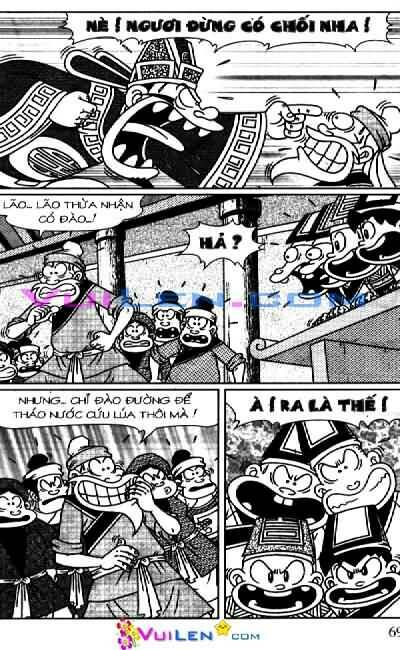 NÈ! NGƯƠI ĐỪNG CÓ CHỐI NHA!
LÃO... LÃO THỪA NHẬN
CÓ ĐÀO...!
HẢ?
VUILEN.COM
NHƯNG... CHỈ ĐÀO ĐƯỜNG ĐỂ
THÁO NƯỚC CỨU LÚA THÔI MÀ!
À! RA LÀ THẾ!
69
VUILEN.COM